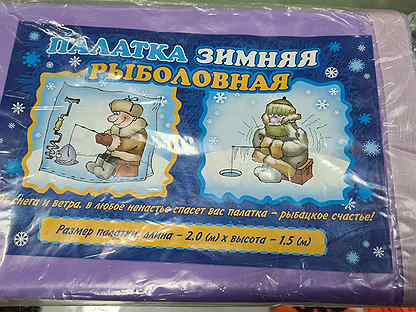 ПАЛАТКА ЗИМНЯЯ
РЫБОЛОВНАЯ
снега и ветра, в любое ненастье спасет вас палатка – рыбацкое счастье!
Размер палатки, длина – 2.0 (м) х высота – 1.5 (м)